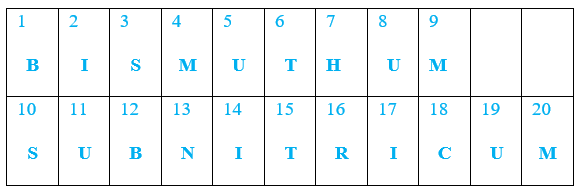 1 2 3 4 5 6 7 8 9
B I S M U T H U M
10 11 12 13 14 15 16 17 18 19 20
S U B N I T R I C U M